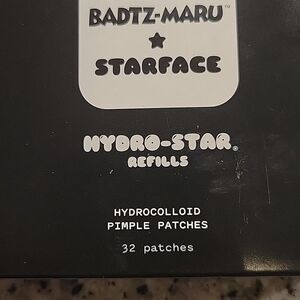 BADTZ-MARU™
★
STARFACE
HYDRO-STAR®
REFILLS
HYDROCOLLOID
PIMPLE PATCHES
32 patches